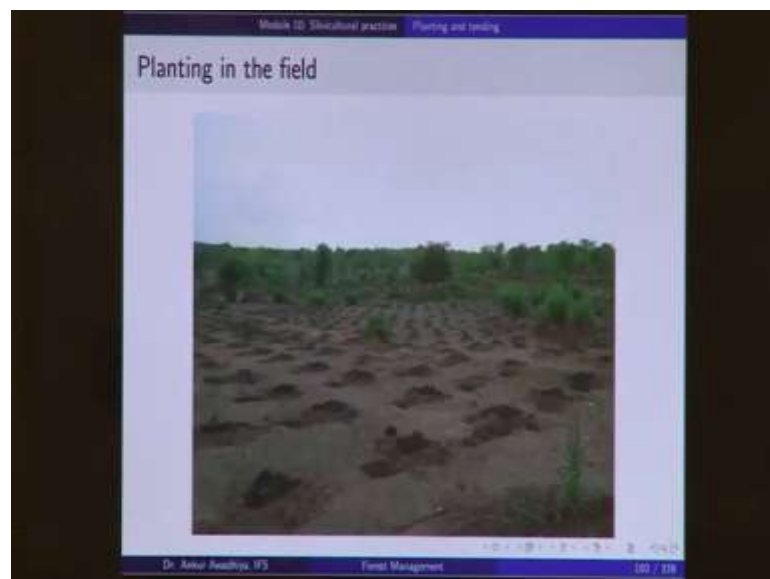 Module 10: Silvicultural practices Planting and tending
Planting in the field
Dr. Ankur Awadhiya, IFS Forest Management